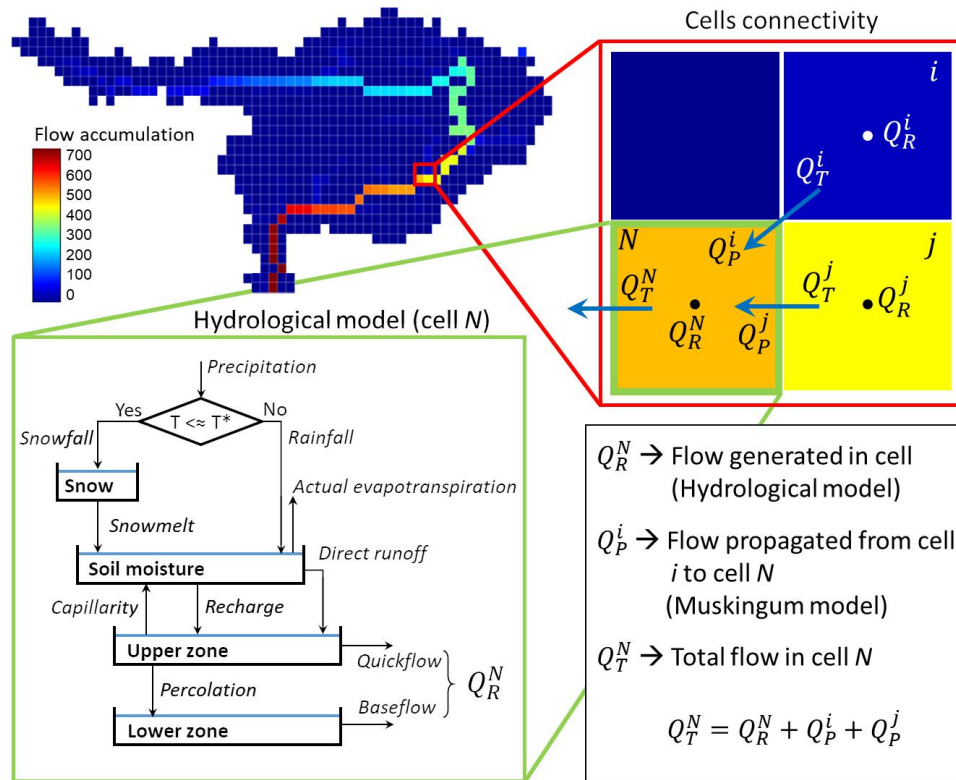 Cells connectivity
Flow accumulation
700
600
500
400
300
200
100
0
i
Q_R^i
Q_T^i
N
Q_P^i
j
Q_T^N
Q_T^j
Q_R^j
Q_R^N
Q_P^j
Hydrological model (cell N)
Precipitation
Yes
T <≈ T*
No
Snowfall
Rainfall
Snow
Actual evapotranspiration
Snowmelt
Direct runoff
Soil moisture
Capillarity
Recharge
Upper zone
Quickflow
Q_R^N
Percolation
Baseflow
Lower zone
Q_R^N → Flow generated in cell
(Hydrological model)
Q_P^i → Flow propagated from cell
i to cell N
(Muskingum model)
Q_T^N → Total flow in cell N
Q_T^N = Q_R^N + Q_P^i + Q_P^j